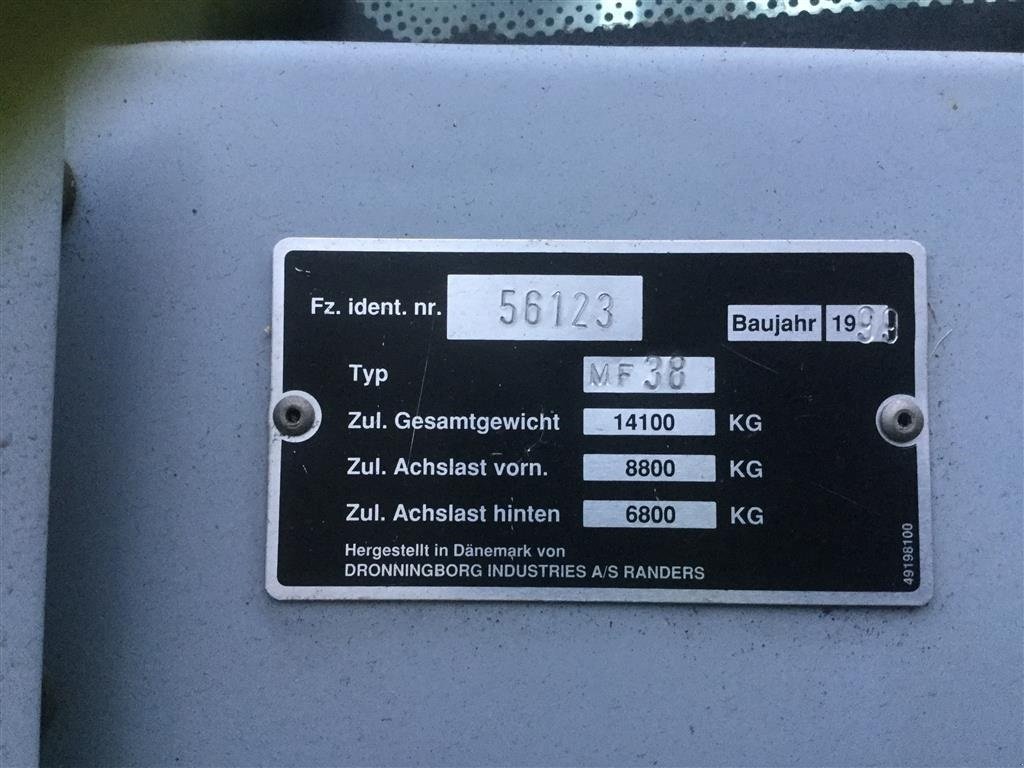 Fz. ident. nr. 56123
Baujahr 1999
Typ MF 38
Zul. Gesamtgewicht 14100 KG
Zul. Achslast vorn. 8800 KG
Zul. Achslast hinten 6800 KG
Hergestellt in Dänemark von
DRONNINGBORG INDUSTRIES A/S RANDERS
49198100